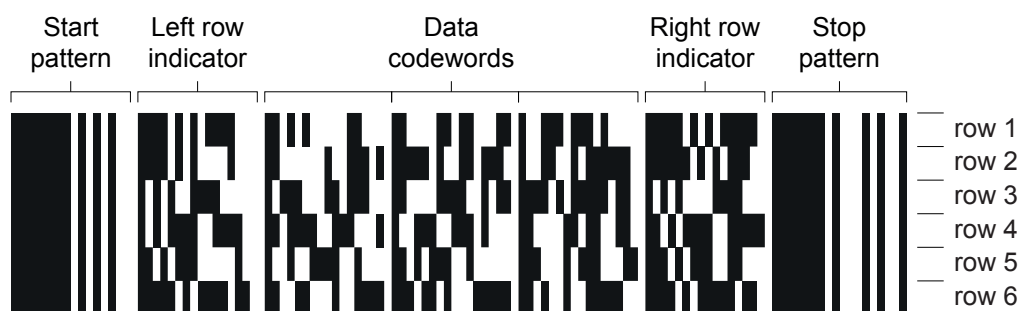 Start
pattern
Left row
indicator
Data
codewords
Right row
indicator
Stop
pattern
row 1
row 2
row 3
row 4
row 5
row 6